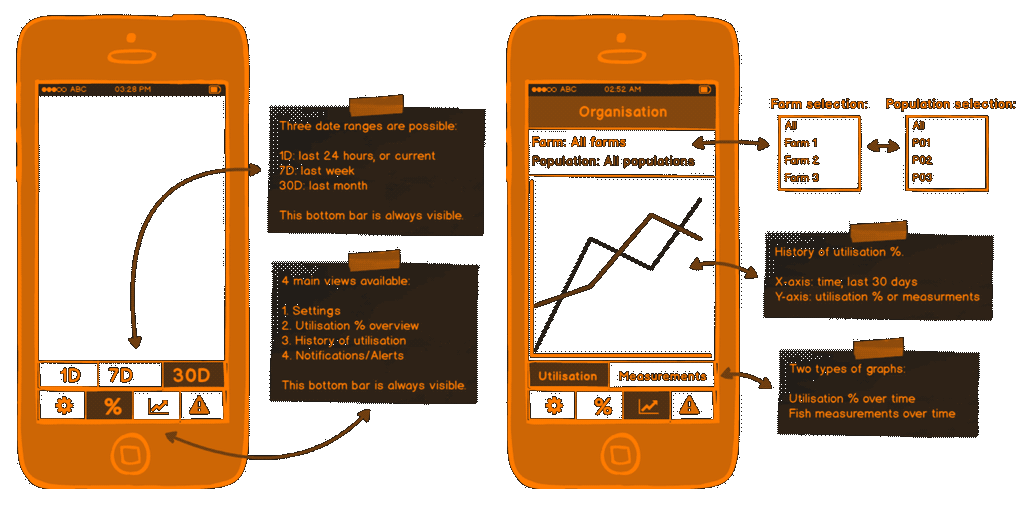 ABC 03:28 PM
Three date ranges are possible:
1D: last 24 hours, or current
7D: last week
30D: last month
This bottom bar is always visible.
4 main views available:
1. Settings
2. Utilisation % overview
3. History of utilisation
4. Notifications/Alerts
This bottom bar is always visible.
1D 7D 30D
%
ABC 02:52 AM
Organisation
Farm: All farms
Population: All populations
Farm selection:
All
Farm 1
Farm 2
Farm 3
Population selection:
All
P01
P02
P03
History of utilisation %.
X-axis: time, last 30 days
Y-axis: utilisation % or measurments
Two types of graphs:
Utilisation % over time
Fish measurements over time
Utilisation Measurements
%